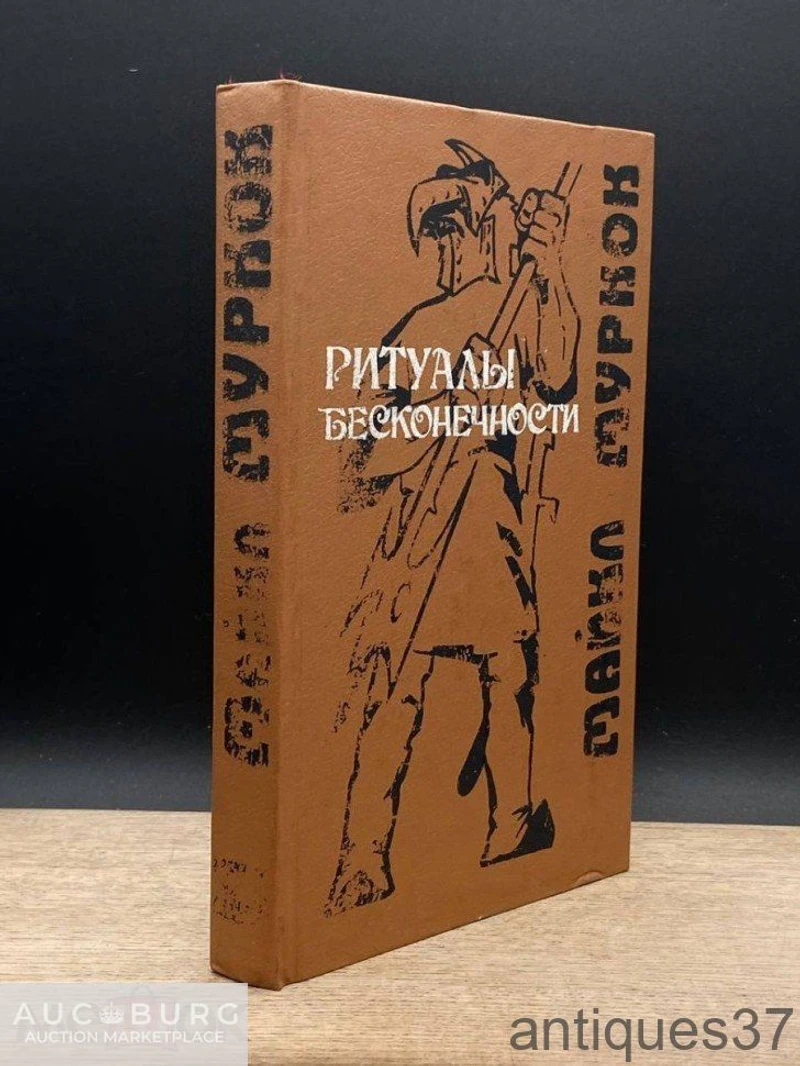 МАЙКЛ МУРКОК
МАЙКЛ МУРКОК
РИТУАЛЫ
БЕСКОНЕЧНОСТИ
AUCBURG
AUCTION MARKETPLACE
antiques37